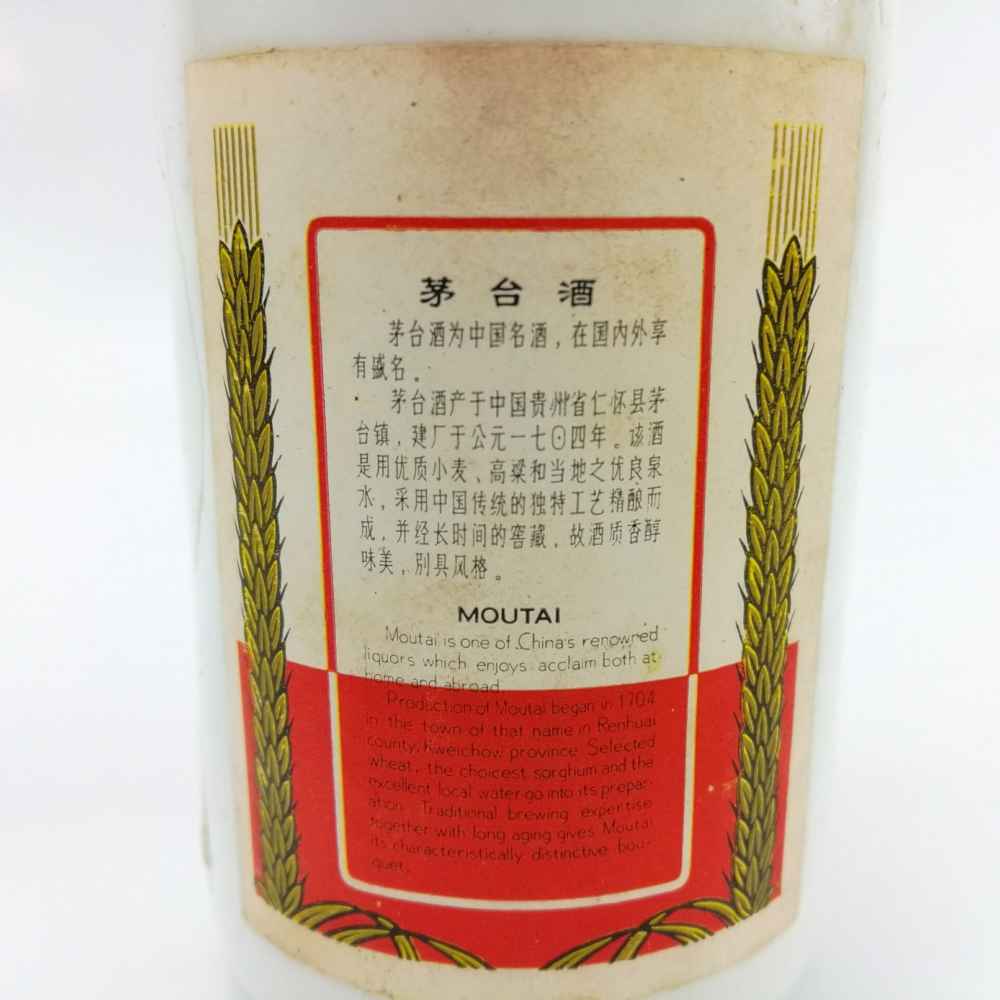 茅台酒
茅台酒为中国名酒，在国内外享
有盛名。
茅台酒产于中国贵州省仁怀县茅
台镇，建厂于公元一七〇四年。该酒
是用优质小麦、高粱和当地之优良泉
水，采用中国传统的独特工艺精酿而
成，并经长时间的窖藏，故酒质香醇
味美，别具风格。
MOUTAI
Moutai is one of China's renowned
liquors which enjoys acclaim both at
home and abroad.
Production of Moutai began in 1704
in the town of that name in Renhuai
county, Kweichow province. Selected
wheat, the choicest sorghum and the
excellent local water go into its prepar-
ation. Traditional brewing expertise
together with long aging gives Moutai
its characteristically distinctive bou-
quet.